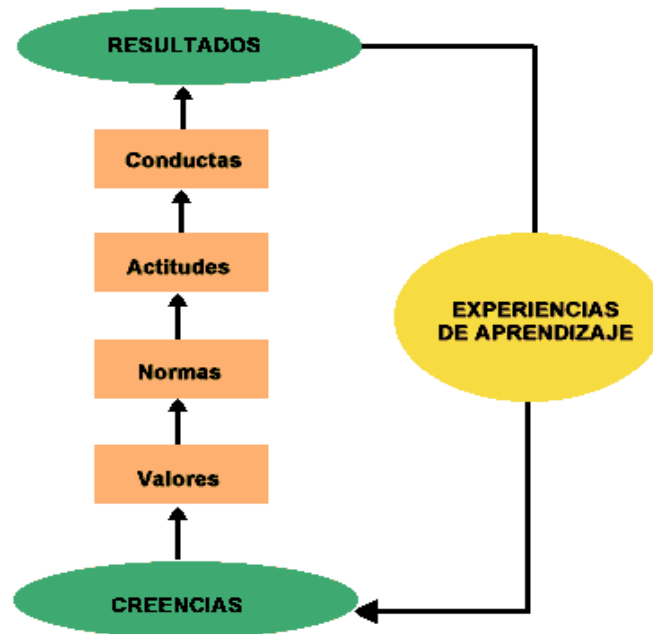 RESULTADOS
Conductas
Actitudes
EXPERIENCIAS
DE APRENDIZAJE
Normas
Valores
CREENCIAS